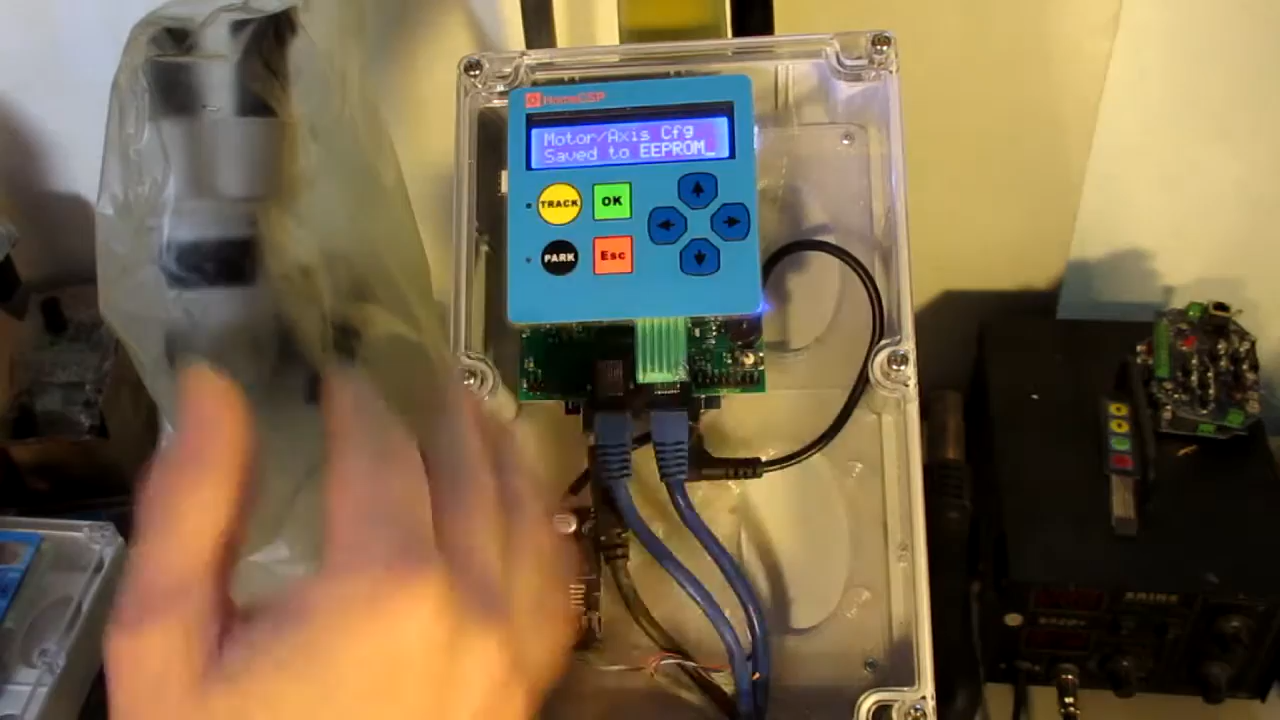 HomeCSP
Motor/Axis Cfg
Saved to EEPROM_
TRACK
OK
PARK
Esc